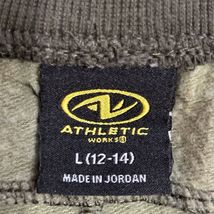 ATHLETIC
WORKS®
L (12-14)
MADE IN JORDAN